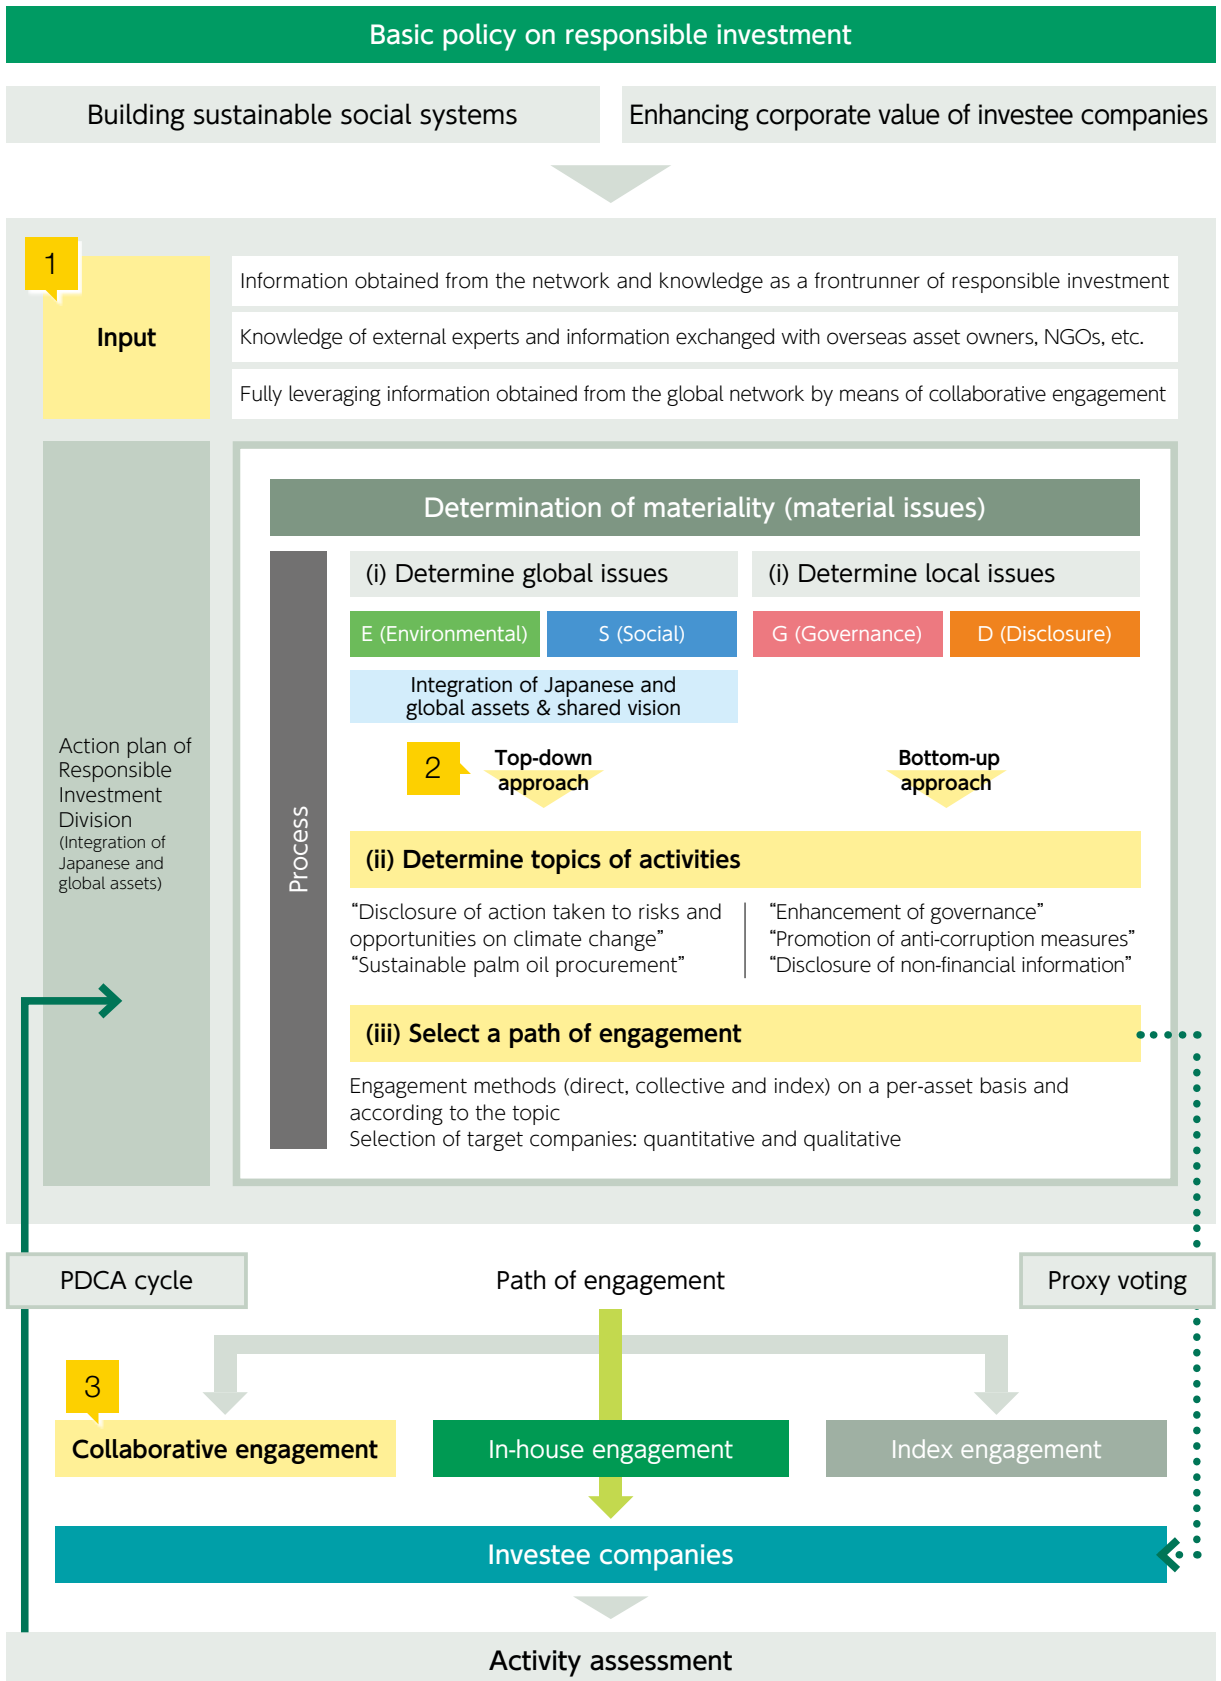 Basic policy on responsible investment
Building sustainable social systems
Enhancing corporate value of investee companies
1
Input
Information obtained from the network and knowledge as a frontrunner of responsible investment
Knowledge of external experts and information exchanged with overseas asset owners, NGOs, etc.
Fully leveraging information obtained from the global network by means of collaborative engagement
Action plan of
Responsible
Investment
Division
(Integration of
Japanese and
global assets)
Determination of materiality (material issues)
Process
(i) Determine global issues
(i) Determine local issues
E (Environmental)
S (Social)
G (Governance)
D (Disclosure)
Integration of Japanese and
global assets & shared vision
2
Top-down
approach
Bottom-up
approach
(ii) Determine topics of activities
“Disclosure of action taken to risks and
opportunities on climate change”
“Sustainable palm oil procurement”
“Enhancement of governance”
“Promotion of anti-corruption measures”
“Disclosure of non-financial information”
(iii) Select a path of engagement
Engagement methods (direct, collective and index) on a per-asset basis and
according to the topic
Selection of target companies: quantitative and qualitative
PDCA cycle
Path of engagement
Proxy voting
3
Collaborative engagement
In-house engagement
Index engagement
Investee companies
Activity assessment